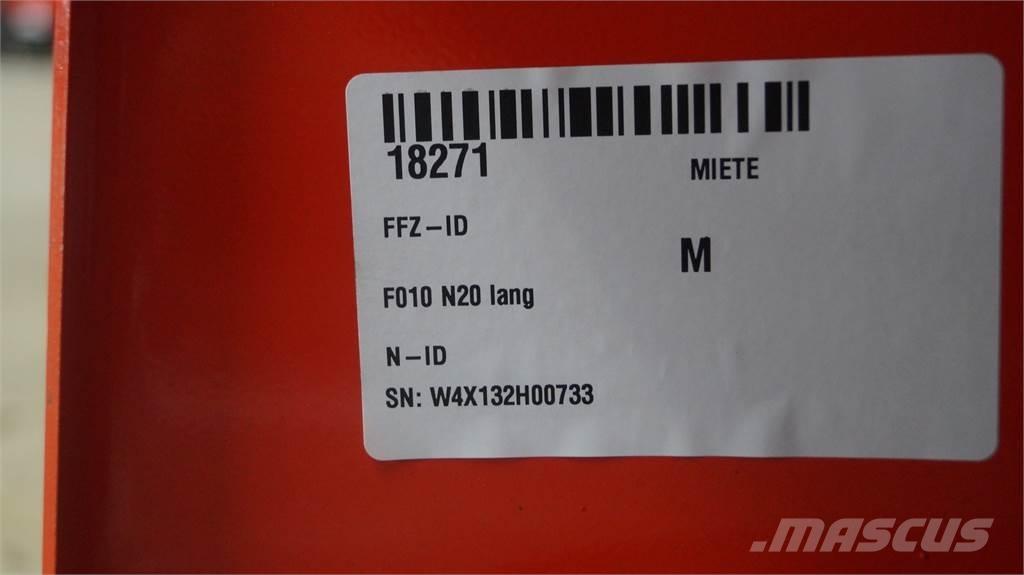 18271
MIETE
FFZ-ID
M
F010 N20 lang
N-ID
SN: W4X132H00733
MASCUS